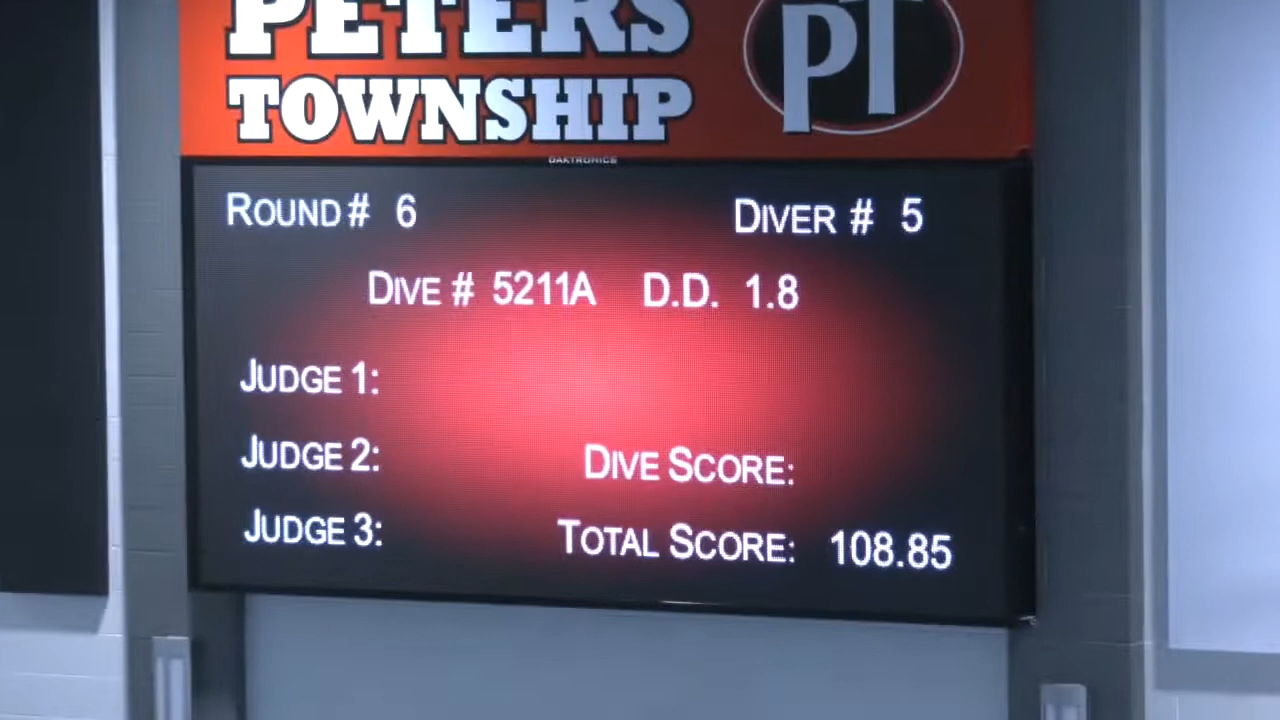 PETERS
TOWNSHIP
PT
DAKTRONICS
ROUND # 6
DIVER # 5
DIVE # 5211A D.D. 1.8
JUDGE 1:
JUDGE 2:
DIVE SCORE:
JUDGE 3:
TOTAL SCORE: 108.85